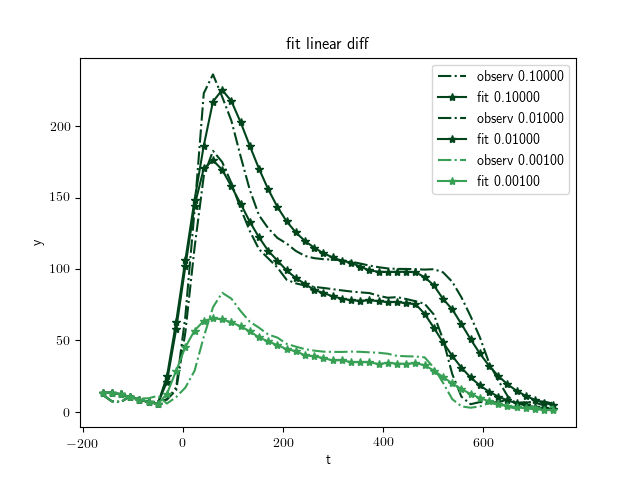 fit linear diff
observ 0.10000
fit 0.10000
observ 0.01000
fit 0.01000
observ 0.00100
fit 0.00100
y
200
150
100
50
0
−200 0 200 400 600
t